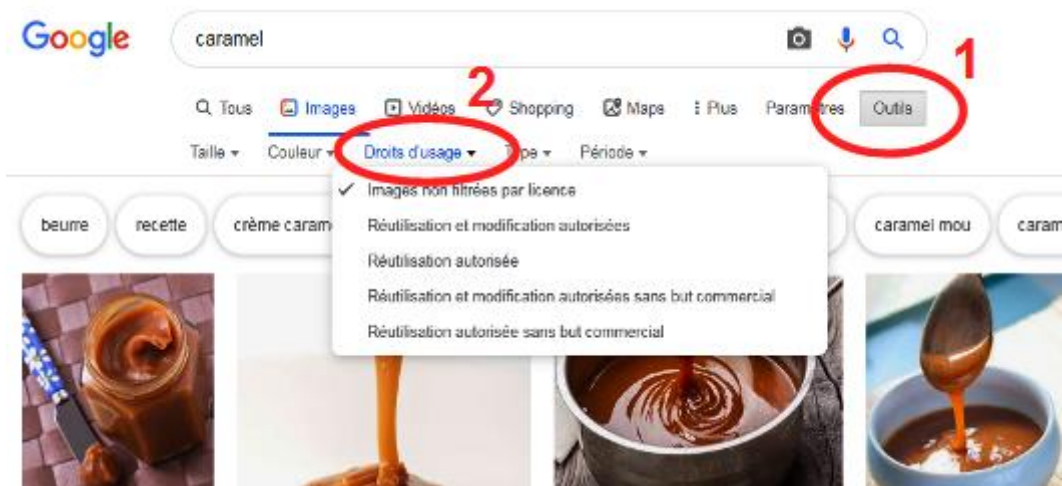 Google
caramel
1
2
Tous Images Vidéos Shopping Maps Plus Paramètres Outils
Taille Couleur Droits d'usage Type Période
Images non filtrées par licence
Réutilisation et modification autorisées
Réutilisation autorisée
Réutilisation et modification autorisées sans but commercial
Réutilisation autorisée sans but commercial
beurre recette crème caram caramel mou caram